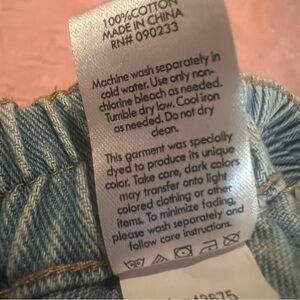 100% COTTON
MADE IN CHINA
RN# 090233
Machine wash separately in
cold water. Use only non-
chlorine bleach as needed.
Tumble dry low. Cool iron
as needed. Do not dry
clean.
This garment was specially
dyed to produce its unique
color. Take care, dark colors
may transfer onto light
colored clothing or other
items. To minimize fading,
please wash separately and
follow care instructions.